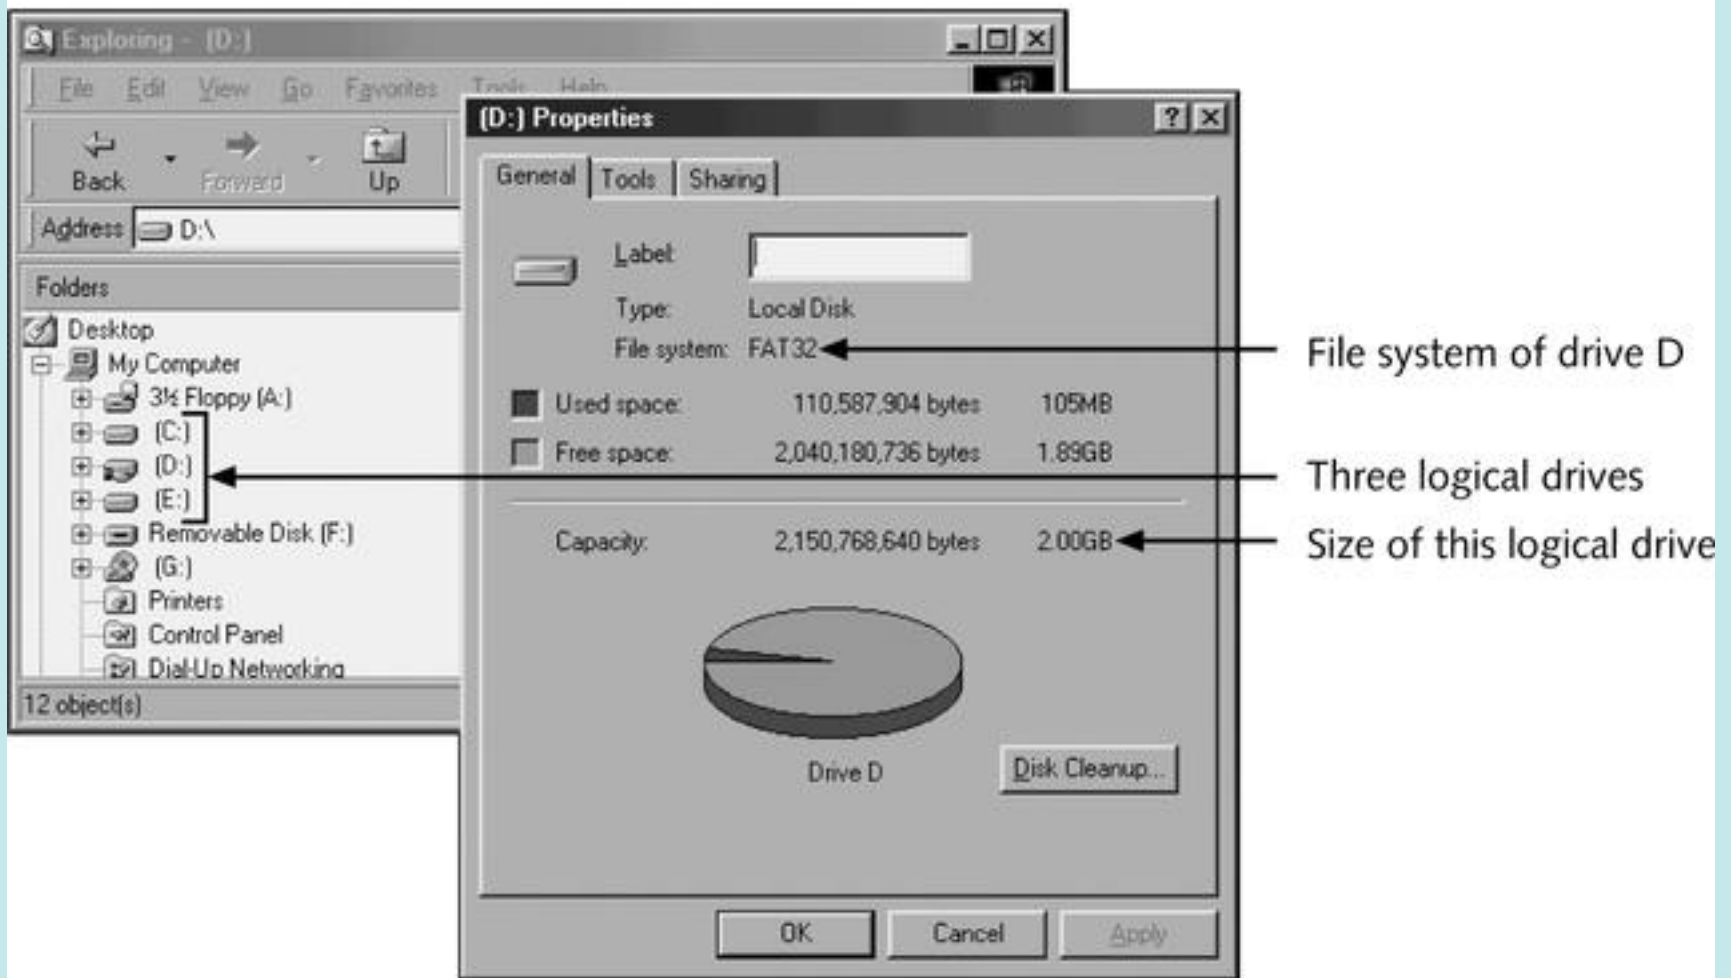 Exploring - (D:)
File Edit View Go Favorites Tools Help
Back Forward Up
Address D:\
Folders
Desktop
My Computer
3½ Floppy (A:)
(C:)
(D:)
(E:)
Removable Disk (F:)
(G:)
Printers
Control Panel
Dial-Up Networking
12 object(s)
(D:) Properties
General Tools Sharing
Label:
Type: Local Disk
File system: FAT32
Used space: 110,587,904 bytes 105MB
Free space: 2,040,180,736 bytes 1.89GB
Capacity: 2,150,768,640 bytes 2.00GB
Drive D
Disk Cleanup...
OK Cancel Apply
File system of drive D
Three logical drives
Size of this logical drive